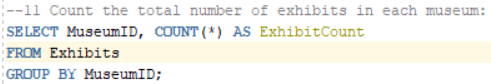 --11 Count the total number of exhibits in each museum:
SELECT MuseumID, COUNT(*) AS ExhibitCount
FROM Exhibits
GROUP BY MuseumID;